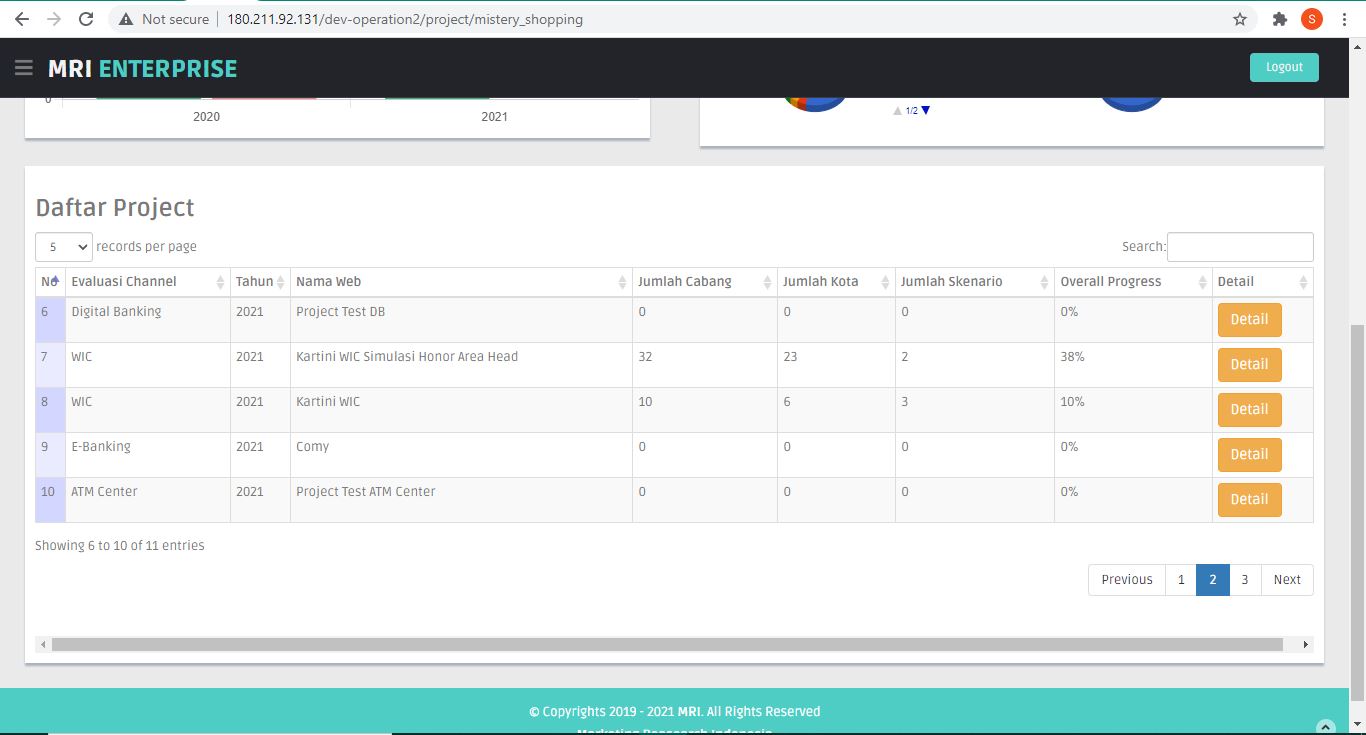 Not secure | 180.211.92.131/dev-operation2/project/mistery_shopping
S
MRI ENTERPRISE
Logout
0
2020 2021
1/2
Daftar Project
5 records per page
Search:
No Evaluasi Channel Tahun Nama Web Jumlah Cabang Jumlah Kota Jumlah Skenario Overall Progress Detail
6 Digital Banking 2021 Project Test DB 0 0 0 0% Detail
7 WIC 2021 Kartini WIC Simulasi Honor Area Head 32 23 2 38% Detail
8 WIC 2021 Kartini WIC 10 6 3 10% Detail
9 E-Banking 2021 Comy 0 0 0 0% Detail
10 ATM Center 2021 Project Test ATM Center 0 0 0 0% Detail
Showing 6 to 10 of 11 entries
Previous 1 2 3 Next
© Copyrights 2019 - 2021 MRI. All Rights Reserved